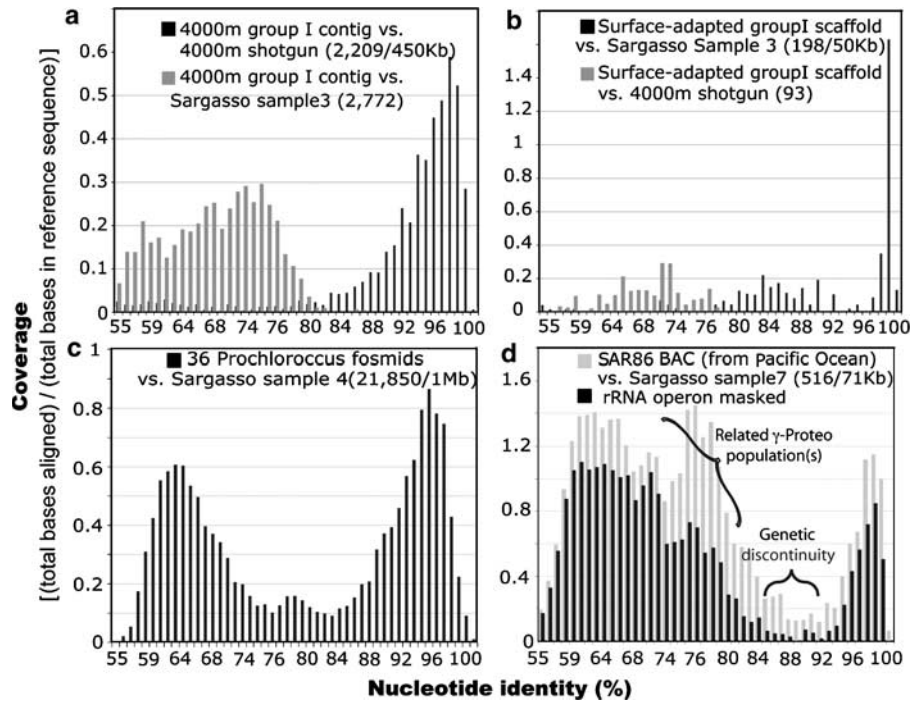 a
4000m group I contig vs.
4000m shotgun (2,209/450Kb)
4000m group I contig vs.
Sargasso sample3 (2,772)
0.6
0.5
0.4
0.3
0.2
0.1
0
55 59 64 68 74 80 84 88 92 96 100
b
Surface-adapted groupI scaffold
vs. Sargasso Sample 3 (198/50Kb)
Surface-adapted groupI scaffold
vs. 4000m shotgun (93)
1.6
1.4
1.2
1
0.8
0.6
0.4
0.2
0
55 59 64 68 74 80 84 88 92 96 100
c
36 Prochloroccus fosmids
vs. Sargasso sample 4(21,850/1Mb)
1
0.8
0.6
0.4
0.2
0
55 59 64 68 74 80 84 88 92 96 100
d
SAR86 BAC (from Pacific Ocean)
vs. Sargasso sample7 (516/71Kb)
rRNA operon masked
Related γ-Proteo
population(s)
Genetic
discontinuity
1.6
1.2
0.8
0.4
0
55 59 64 68 74 80 84 88 92 96 100
Coverage
[(total bases aligned) / (total bases in reference sequence)]
Nucleotide identity (%)